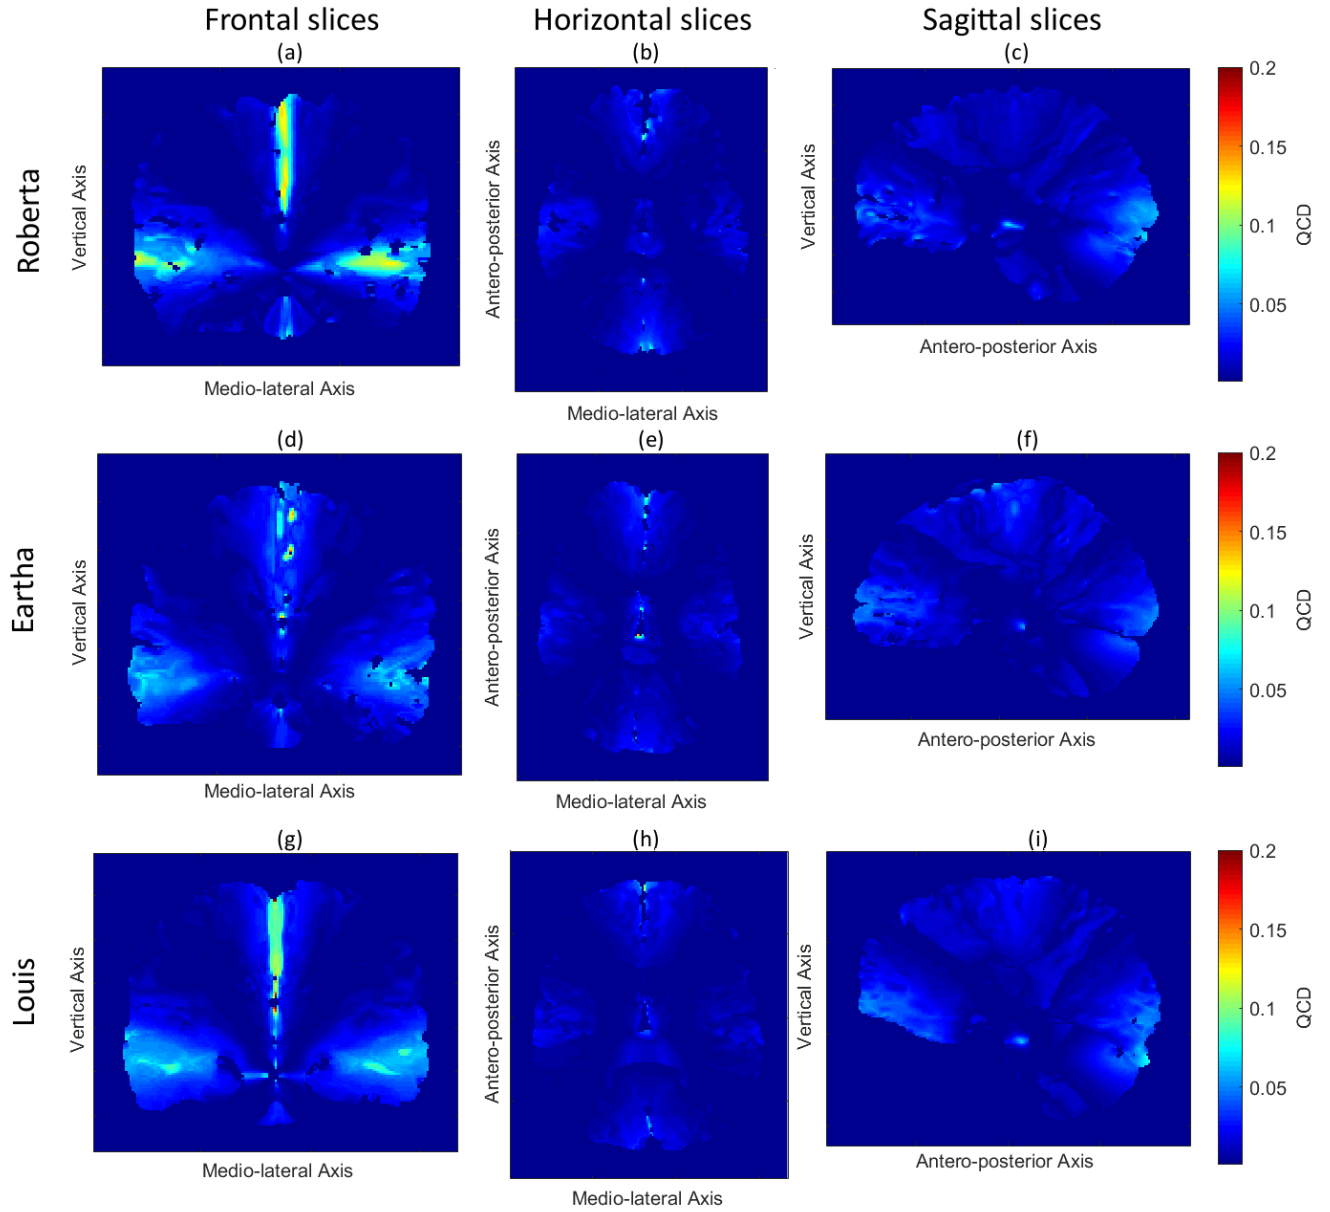 Frontal slices Horizontal slices Sagittal slices
(a) (b) (c)
Roberta
Vertical Axis
Medio-lateral Axis
Antero-posterior Axis
Medio-lateral Axis
Vertical Axis
Antero-posterior Axis
0.2
0.15
0.1
0.05
QCD
(d) (e) (f)
Eartha
Vertical Axis
Medio-lateral Axis
Antero-posterior Axis
Medio-lateral Axis
Vertical Axis
Antero-posterior Axis
0.2
0.15
0.1
0.05
QCD
(g) (h) (i)
Louis
Vertical Axis
Medio-lateral Axis
Antero-posterior Axis
Medio-lateral Axis
Vertical Axis
Antero-posterior Axis
0.2
0.15
0.1
0.05
QCD